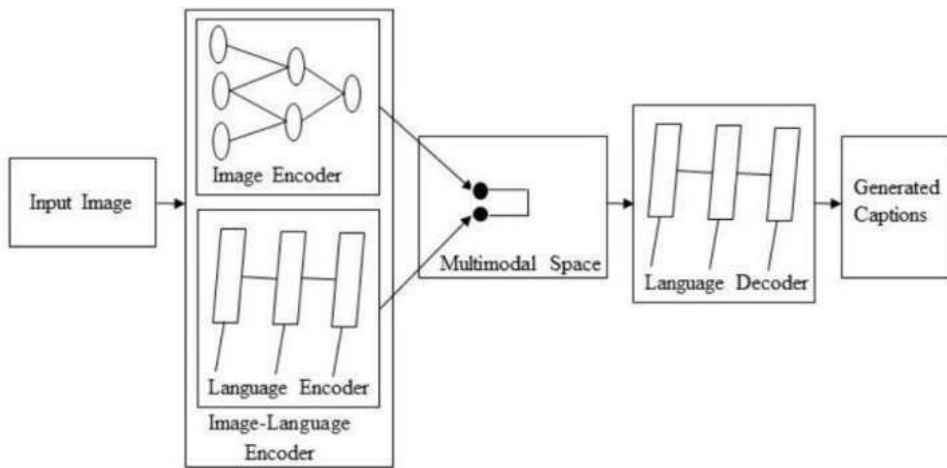 Input Image
Image Encoder
Language Encoder
Image-Language
Encoder
Multimodal Space
Language Decoder
Generated
Captions